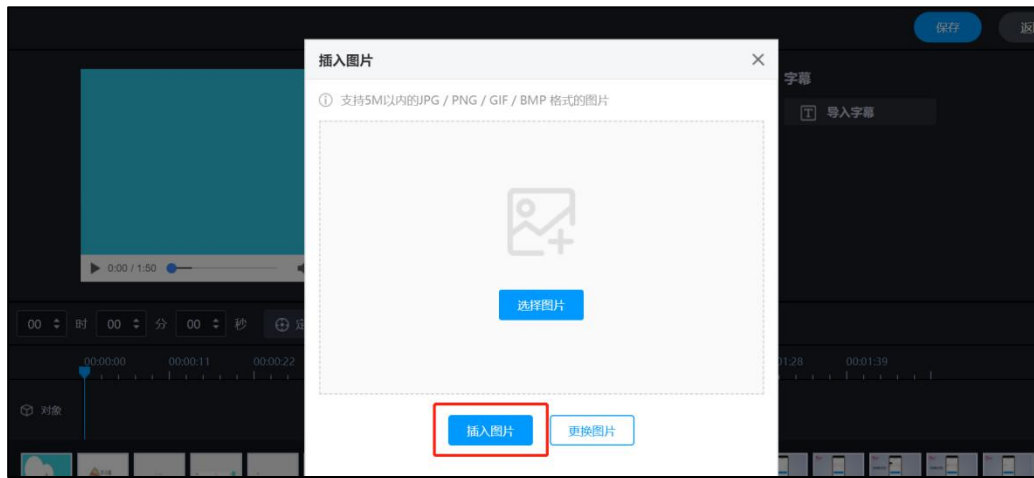 保存
插入图片
字幕
支持5M以内的JPG / PNG / GIF / BMP 格式的图片
导入字幕
0:00 / 1:50
选择图片
00 时 00 分 00 秒
00:00:00 00:00:11 00:00:22 00:01:39
对象
插入图片 更换图片